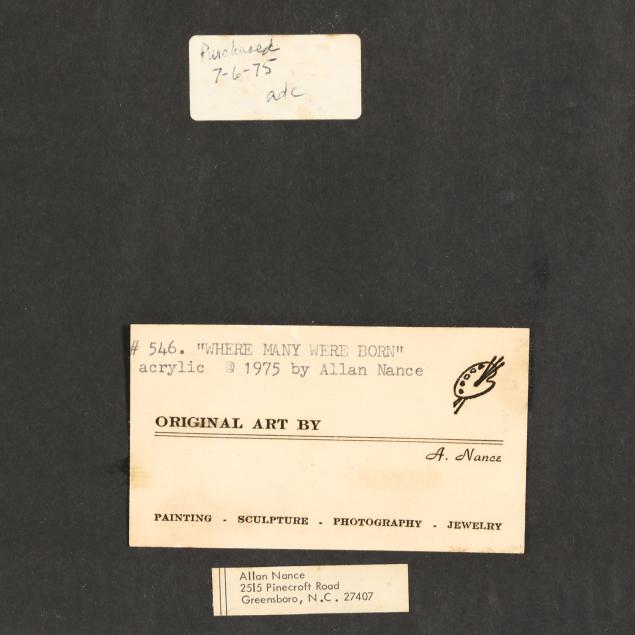 Purchased
7-6-75
adc
# 546. "WHERE MANY WERE BORN"
acrylic @ 1975 by Allan Nance
ORIGINAL ART BY
A. Nance
PAINTING - SCULPTURE - PHOTOGRAPHY - JEWELRY
Allan Nance
2515 Pinecroft Road
Greensboro, N.C. 27407